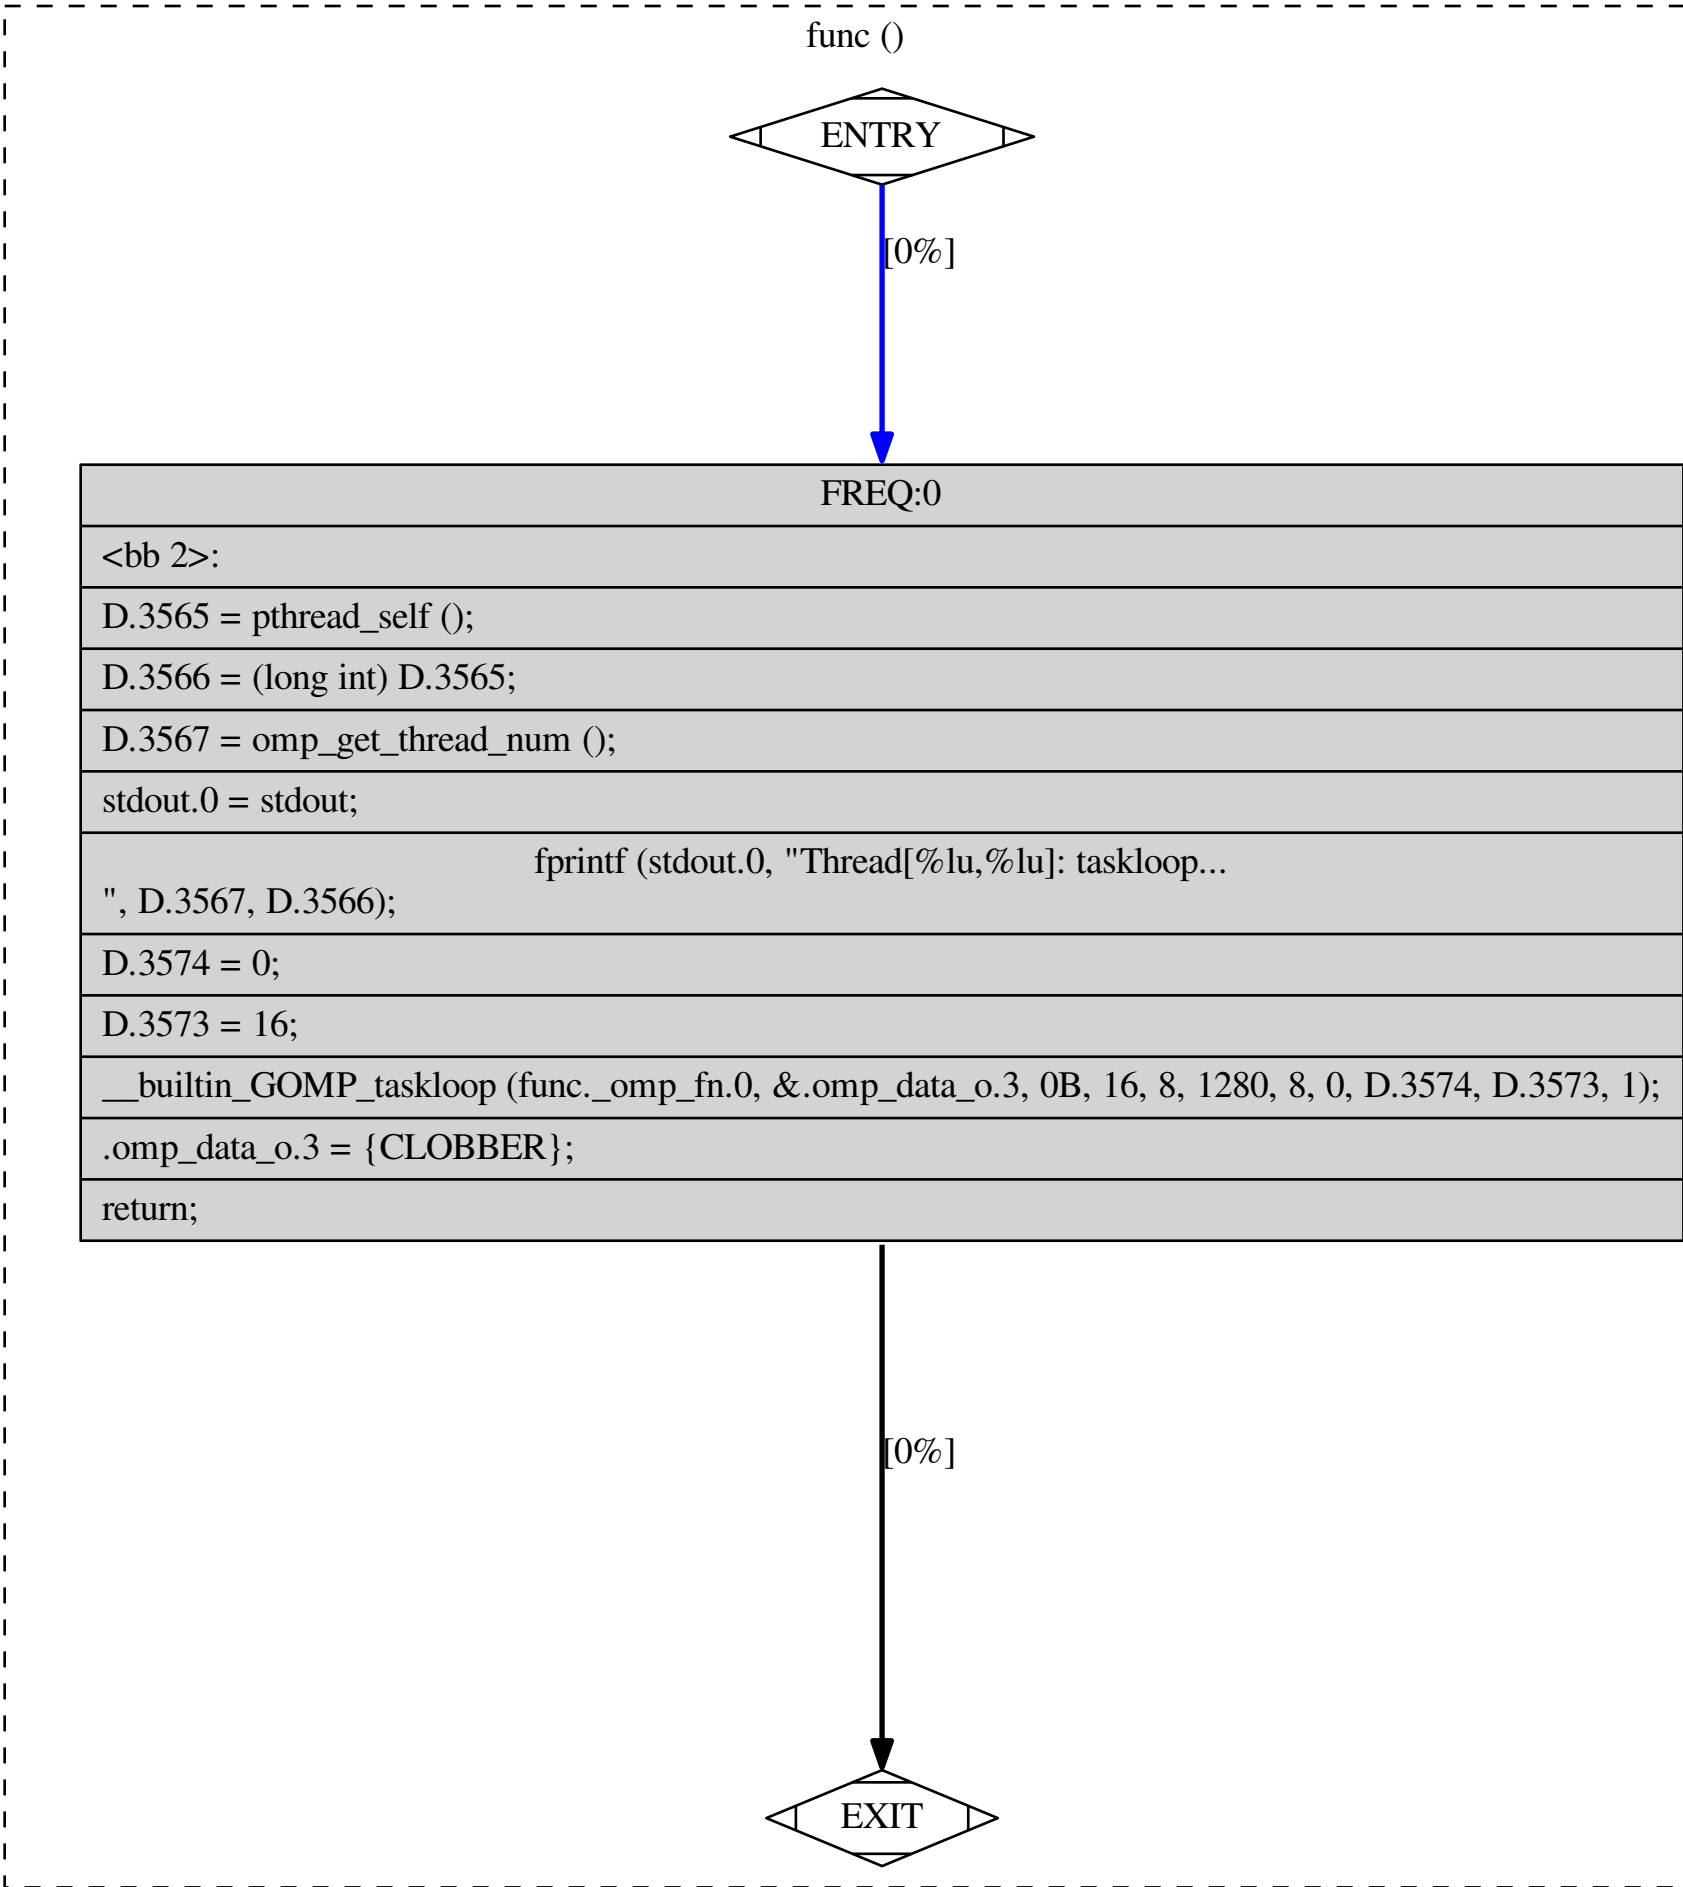 func ()
ENTRY
[0%]
FREQ:0
<bb 2>:
D.3565 = pthread_self ();
D.3566 = (long int) D.3565;
D.3567 = omp_get_thread_num ();
stdout.0 = stdout;
fprintf (stdout.0, "Thread[%lu,%lu]: taskloop...
", D.3567, D.3566);
D.3574 = 0;
D.3573 = 16;
__builtin_GOMP_taskloop (func._omp_fn.0, &.omp_data_o.3, 0B, 16, 8, 1280, 8, 0, D.3574, D.3573, 1);
.omp_data_o.3 = {CLOBBER};
return;
[0%]
EXIT